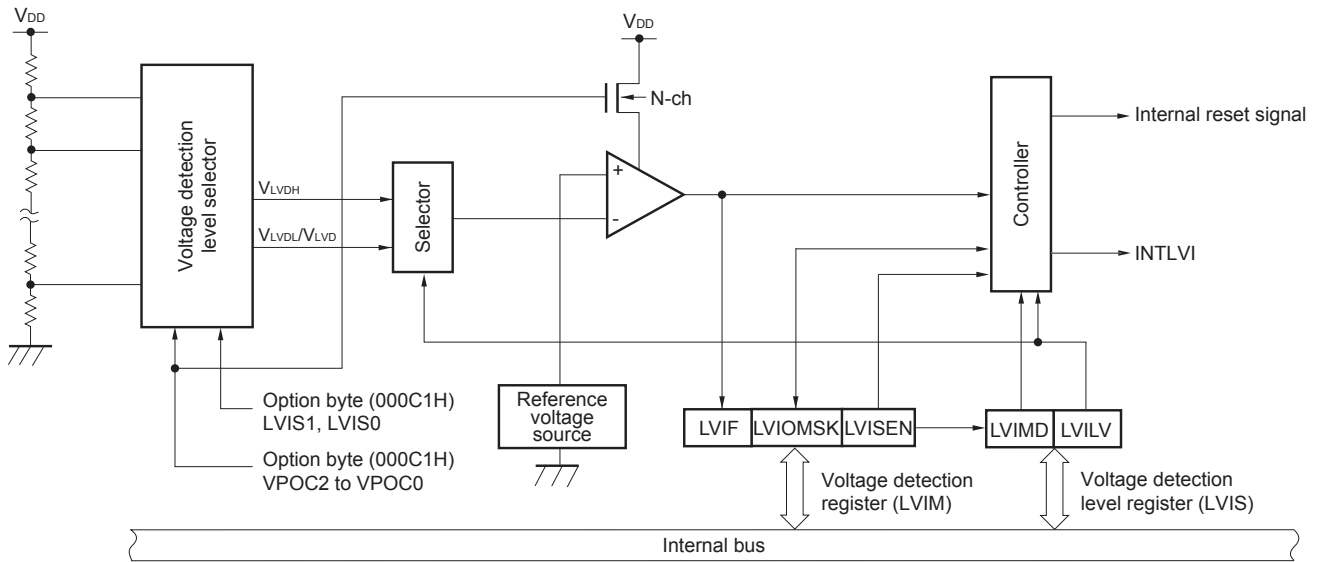 VDD
VDD
N-ch
Voltage detection
level selector
VLVDH
VLVDL/VLVD
Selector
+
-
Controller
Internal reset signal
INTLVI
Option byte (000C1H)
LVIS1, LVIS0
Option byte (000C1H)
VPOC2 to VPOC0
Reference
voltage
source
LVIF
LVIOMSK
LVISEN
LVIMD
LVILV
Voltage detection
register (LVIM)
Voltage detection
level register (LVIS)
Internal bus